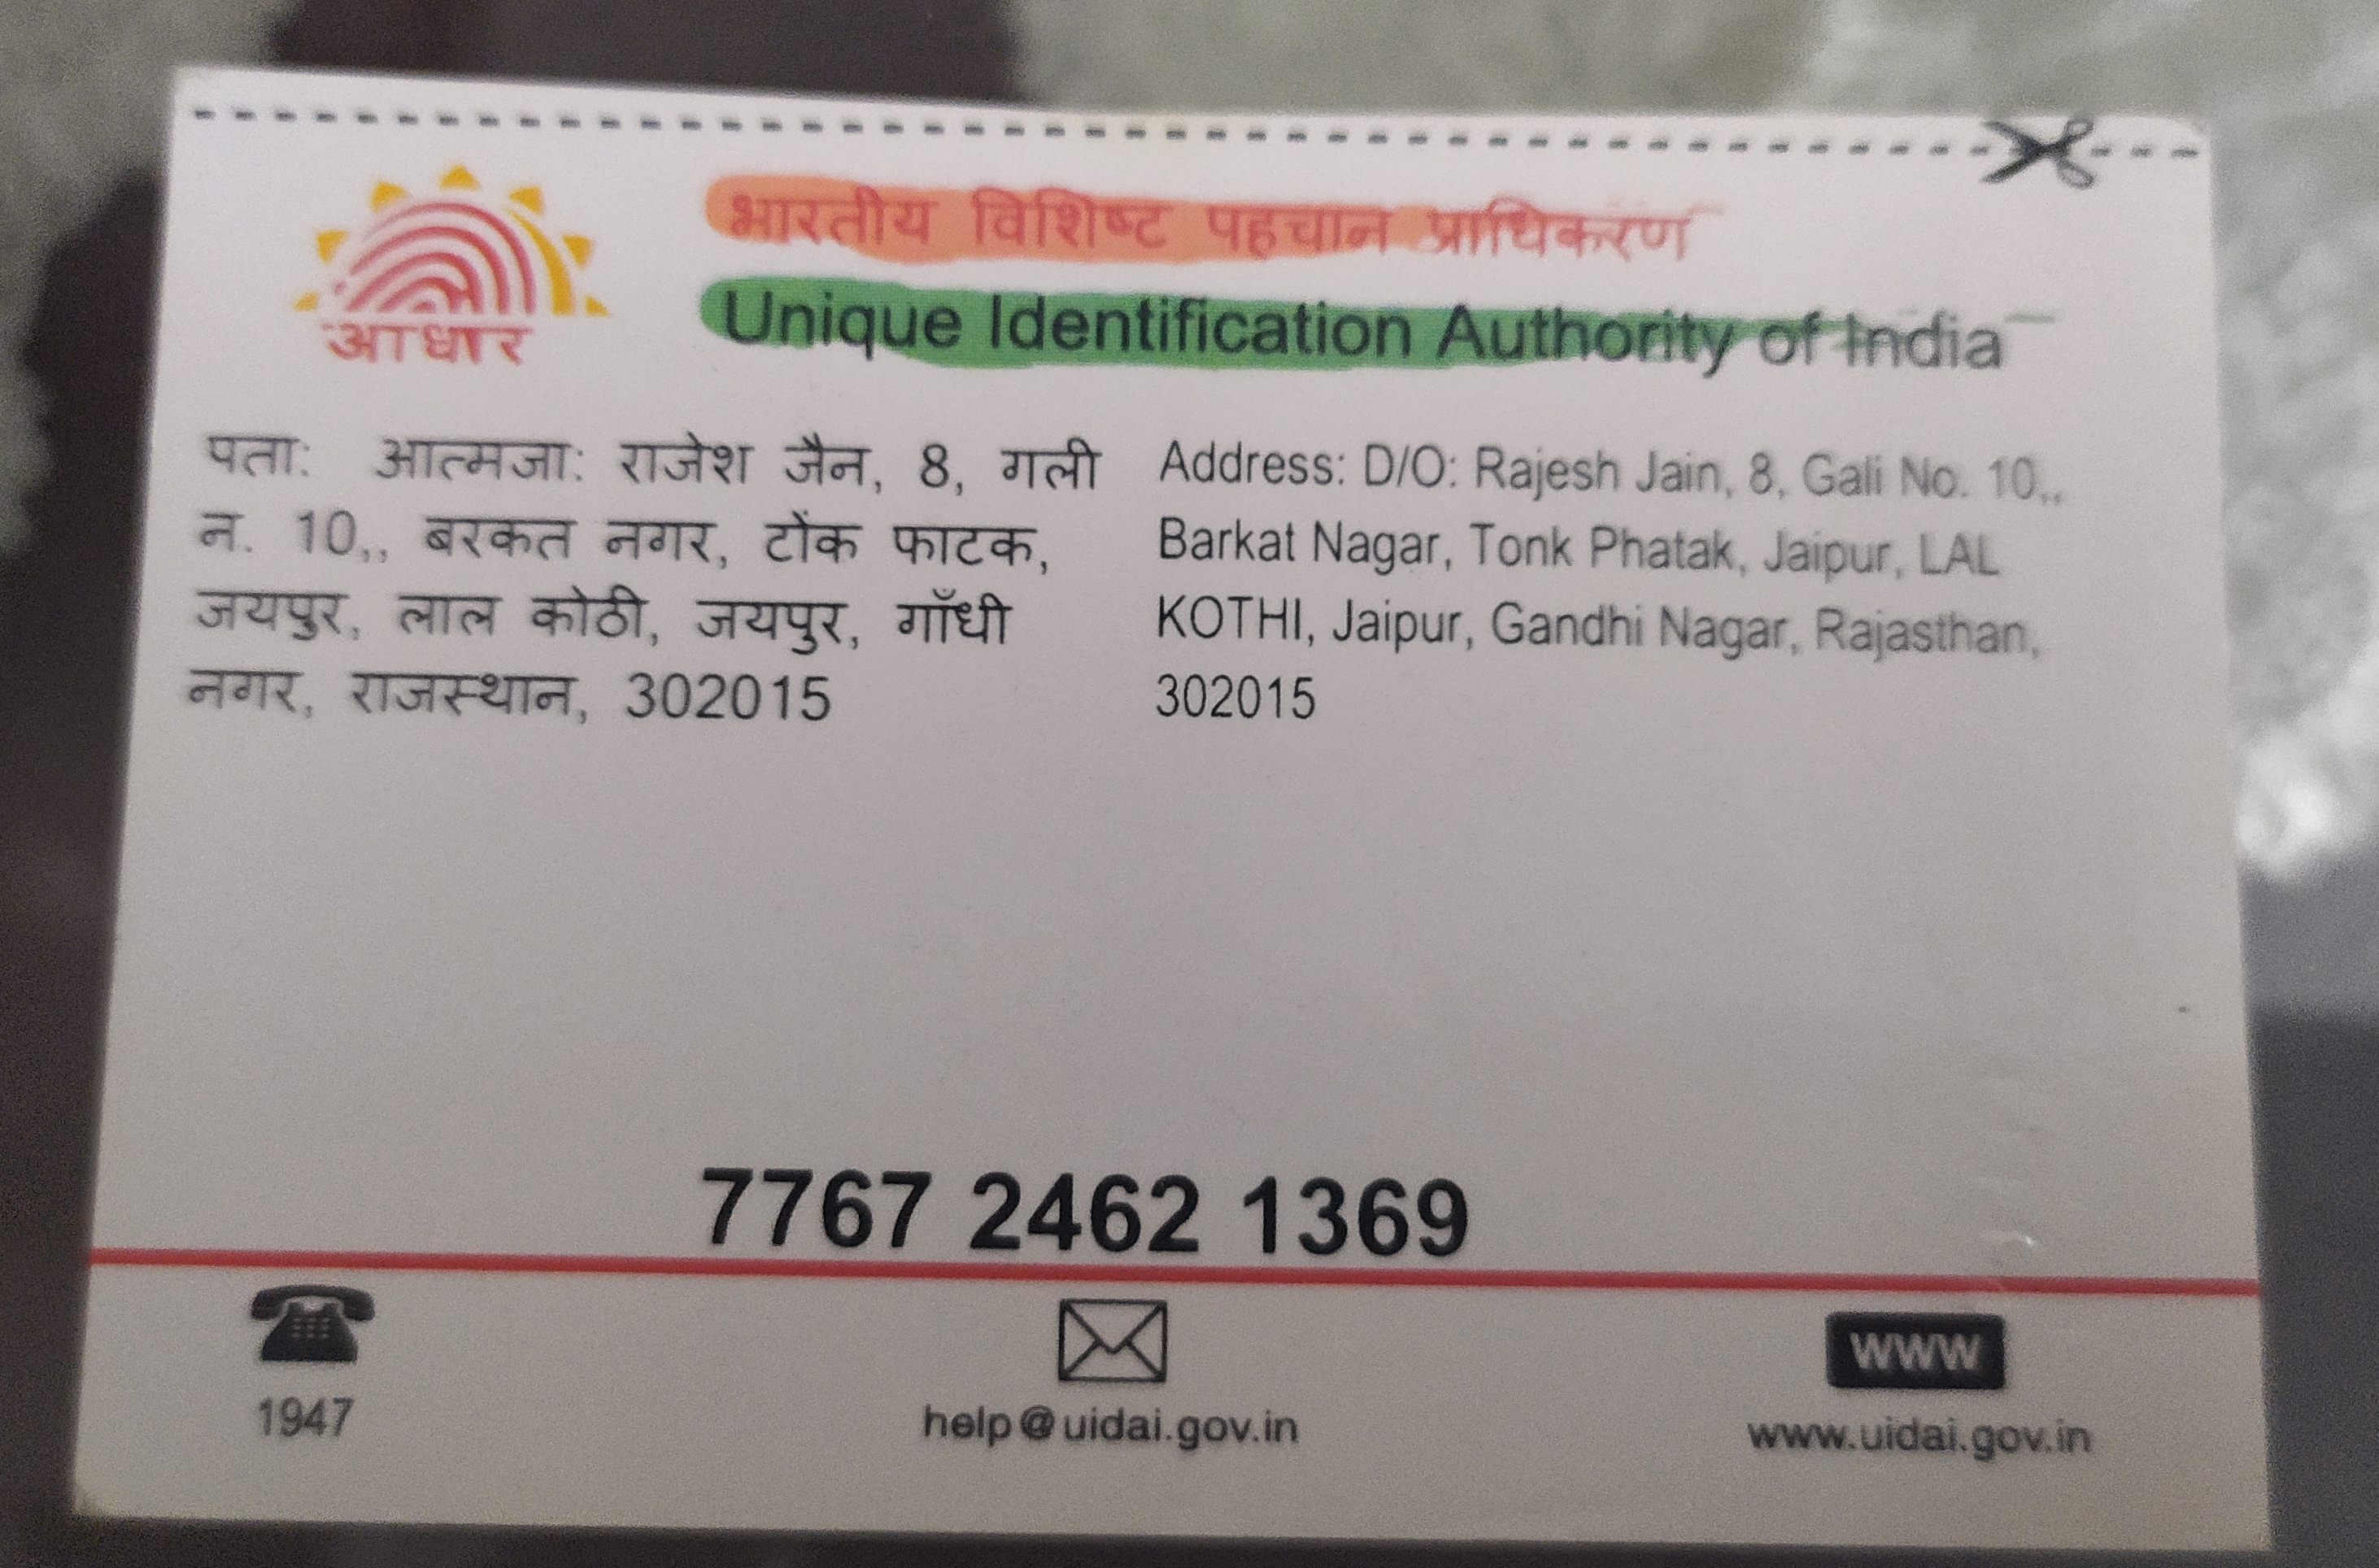 भारतीय विशिष्ट पहचान प्राधिकरण
Unique Identification Authority of India
आधार
पता: आत्मजा: राजेश जैन, 8, गली
न. 10,, बरकत नगर, टोंक फाटक,
जयपुर, लाल कोठी, जयपुर, गाँधी
नगर, राजस्थान, 302015
Address: D/O: Rajesh Jain, 8, Gali No. 10,,
Barkat Nagar, Tonk Phatak, Jaipur, LAL
KOTHI, Jaipur, Gandhi Nagar, Rajasthan,
302015
7767 2462 1369
1947
help@uidai.gov.in
WWW
www.uidai.gov.in